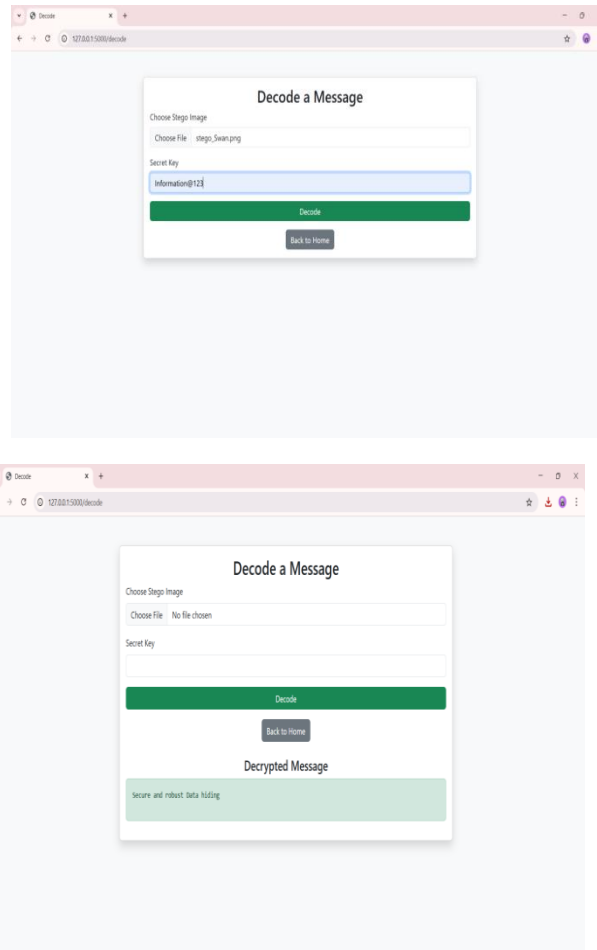 Decode x +
127.0.0.1:5000/decode
Decode a Message
Choose Stego Image
Choose File stego_Swan.png
Secret Key
Information@123
Decode
Back to Home
Decode x +
127.0.0.1:5000/decode
Decode a Message
Choose Stego Image
Choose File No file chosen
Secret Key
Decode
Back to Home
Decrypted Message
Secure and robust Data hiding